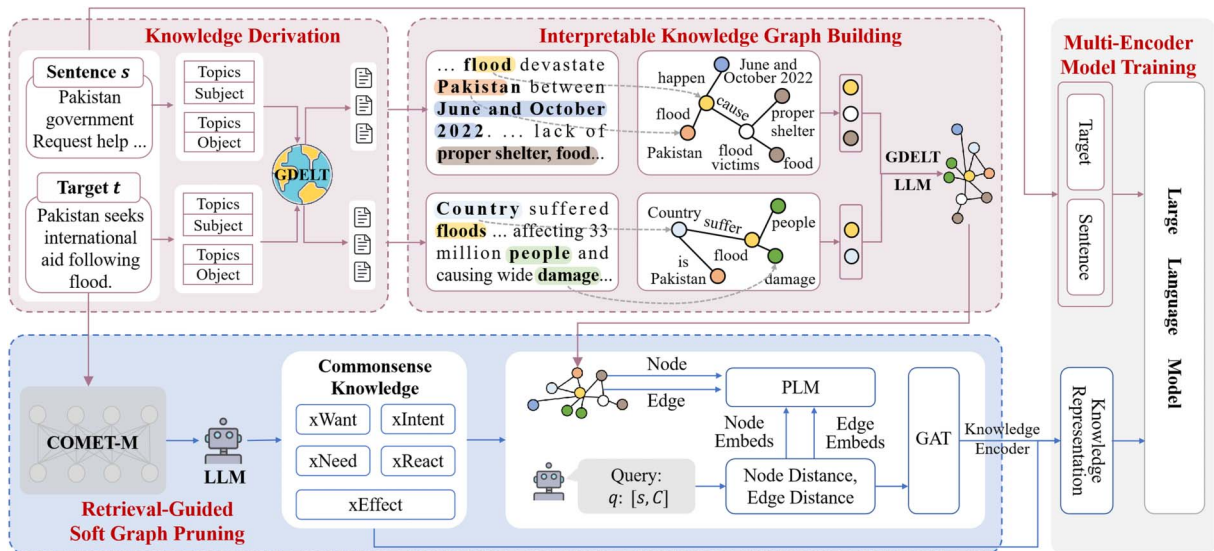 Knowledge Derivation
Sentence s
Pakistan
government
Request help ...
Target t
Pakistan seeks
international
aid following
flood.
Topics
Subject
Topics
Object
Topics
Subject
Topics
Object
GDELT
Interpretable Knowledge Graph Building
... flood devastate
Pakistan between
June and October
2022. ... lack of
proper shelter, food...
June and
October 2022
happen
cause
flood
proper
shelter
Pakistan
flood
victims
food
Country suffered
floods ... affecting 33
million people and
causing wide damage...
Country
people
suffer
flood
is
Pakistan
damage
GDELT
LLM
Multi-Encoder
Model Training
Target
Sentence
Large Language Model
Knowledge
Representation
COMET-M
LLM
Retrieval-Guided
Soft Graph Pruning
Commonsense
Knowledge
xWant
xIntent
xNeed
xReact
xEffect
Node
Edge
PLM
Node
Embeds
Edge
Embeds
Query:
q: [s, C]
Node Distance,
Edge Distance
GAT
Knowledge
Encoder